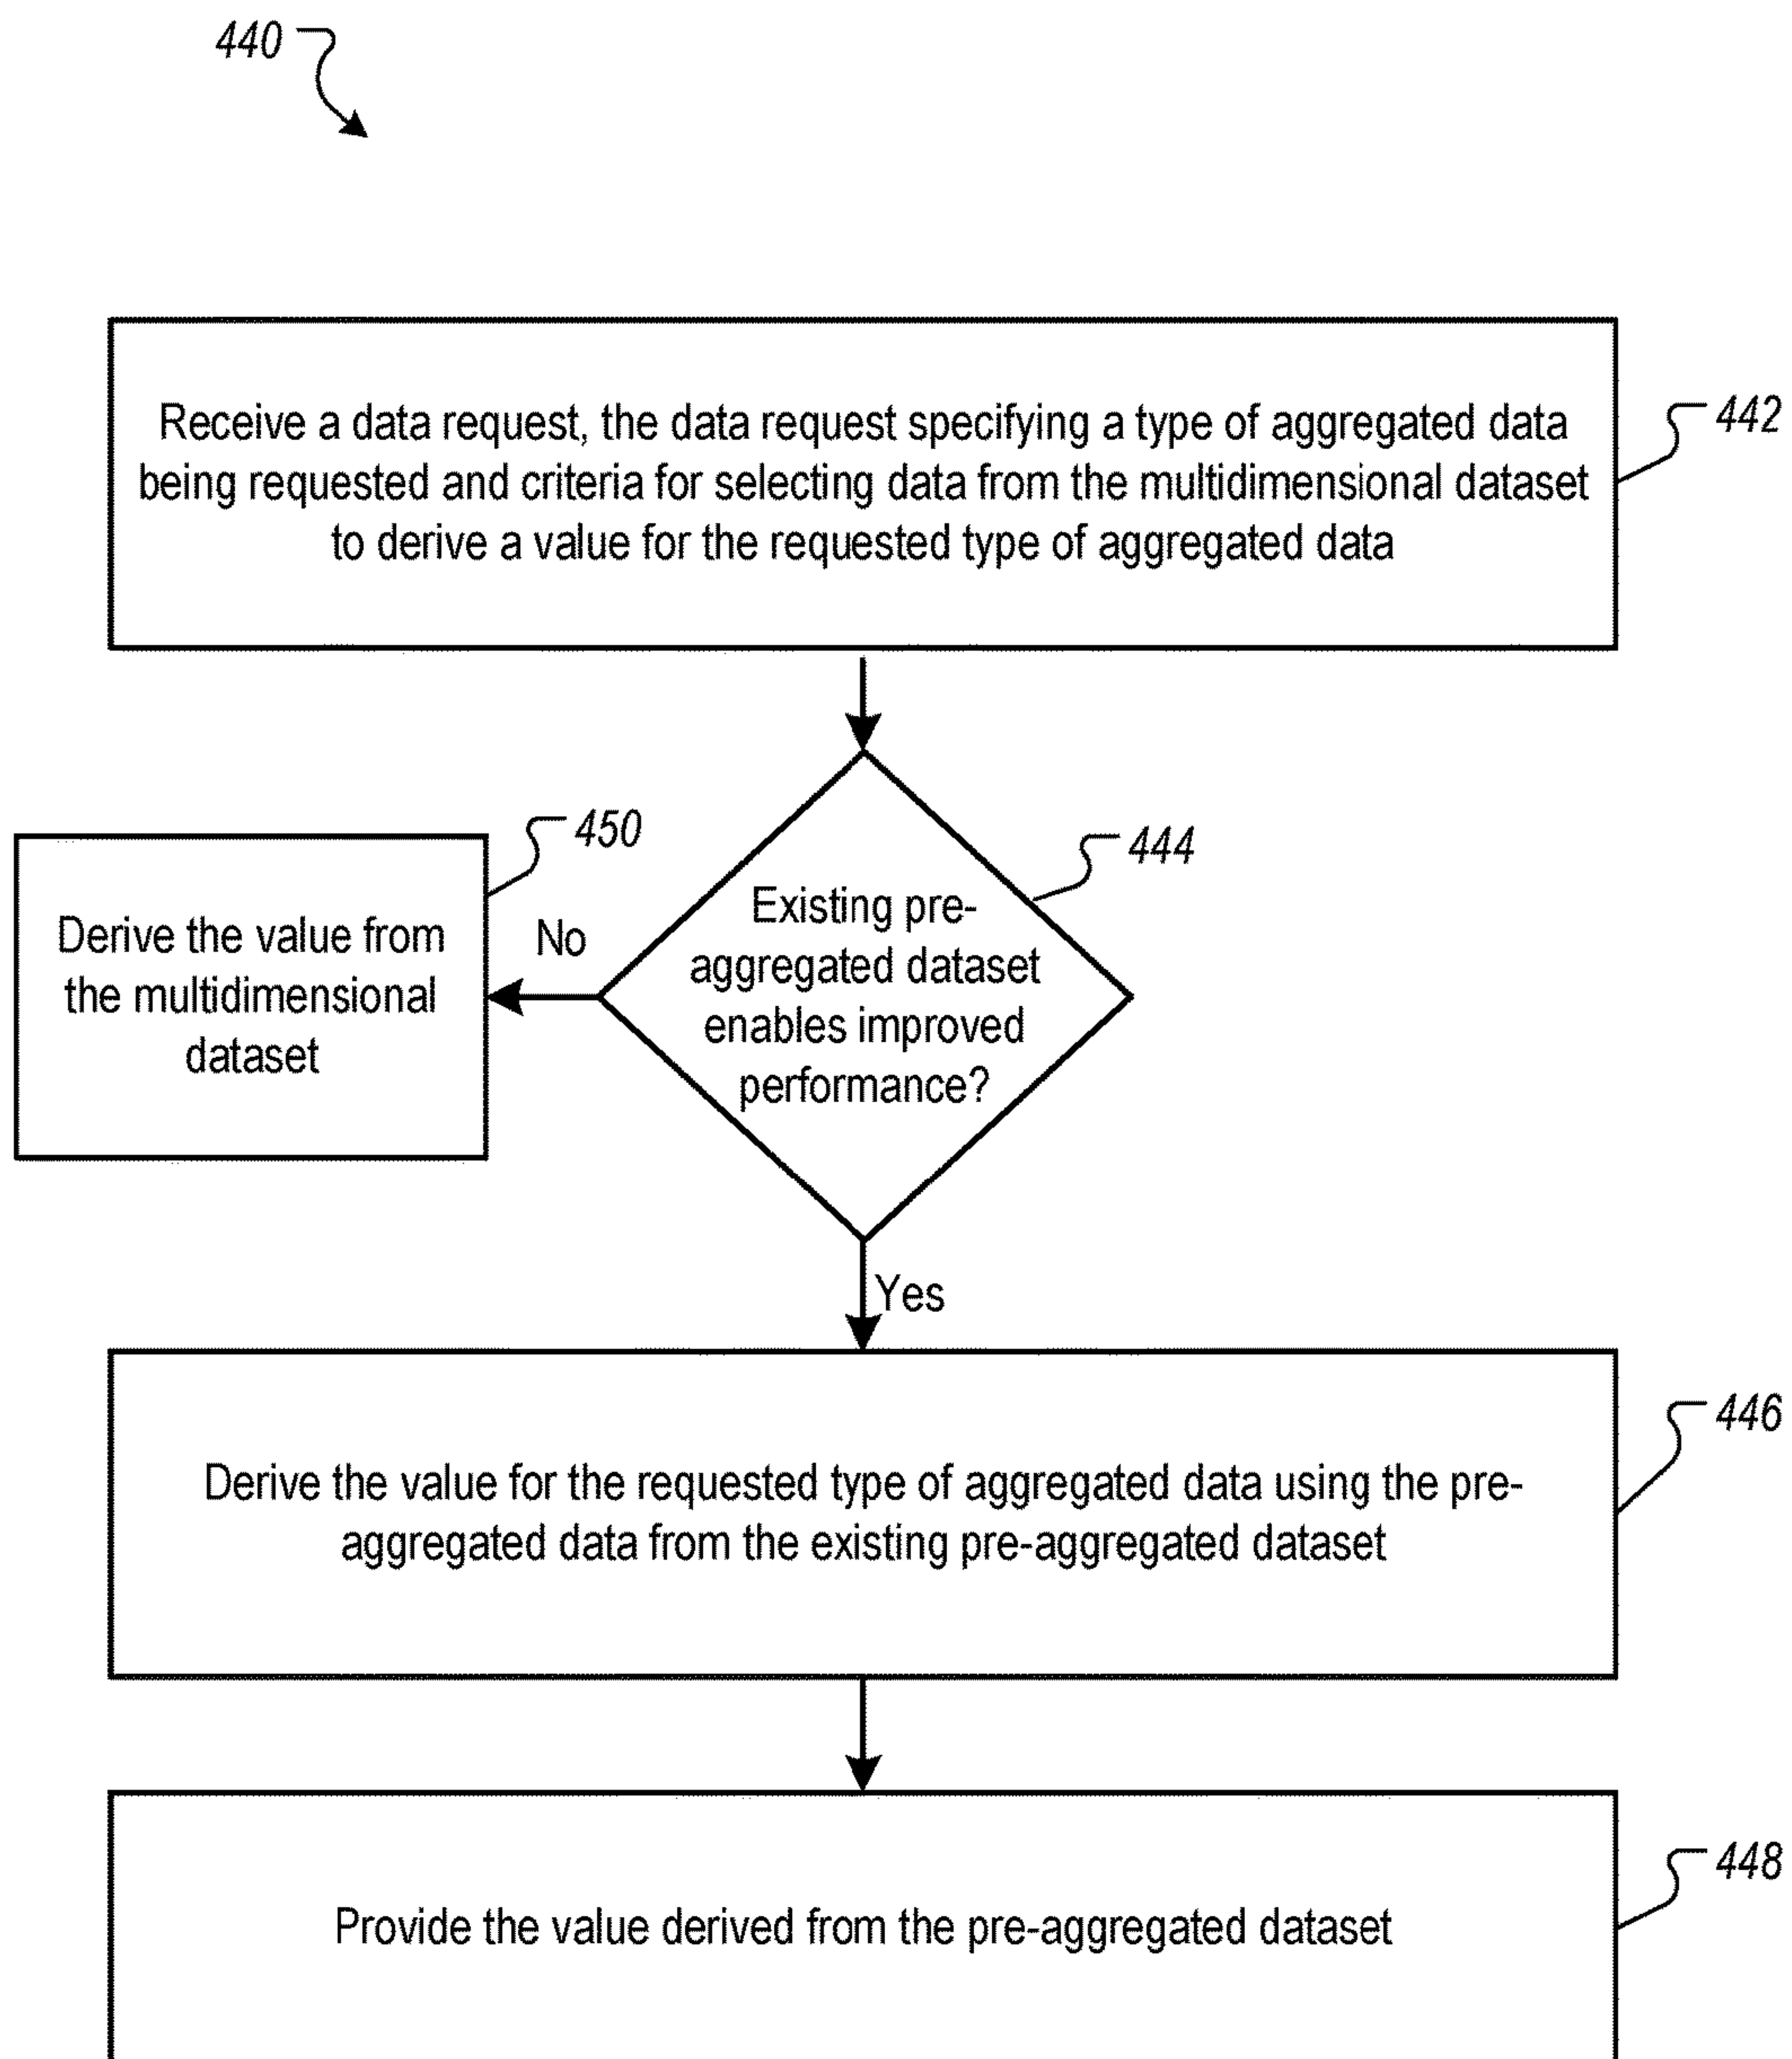 440
Receive a data request, the data request specifying a type of aggregated data
being requested and criteria for selecting data from the multidimensional dataset
to derive a value for the requested type of aggregated data
442
450
Derive the value from
the multidimensional
dataset
No
444
Existing pre-
aggregated dataset
enables improved
performance?
Yes
Derive the value for the requested type of aggregated data using the pre-
aggregated data from the existing pre-aggregated dataset
446
Provide the value derived from the pre-aggregated dataset
448